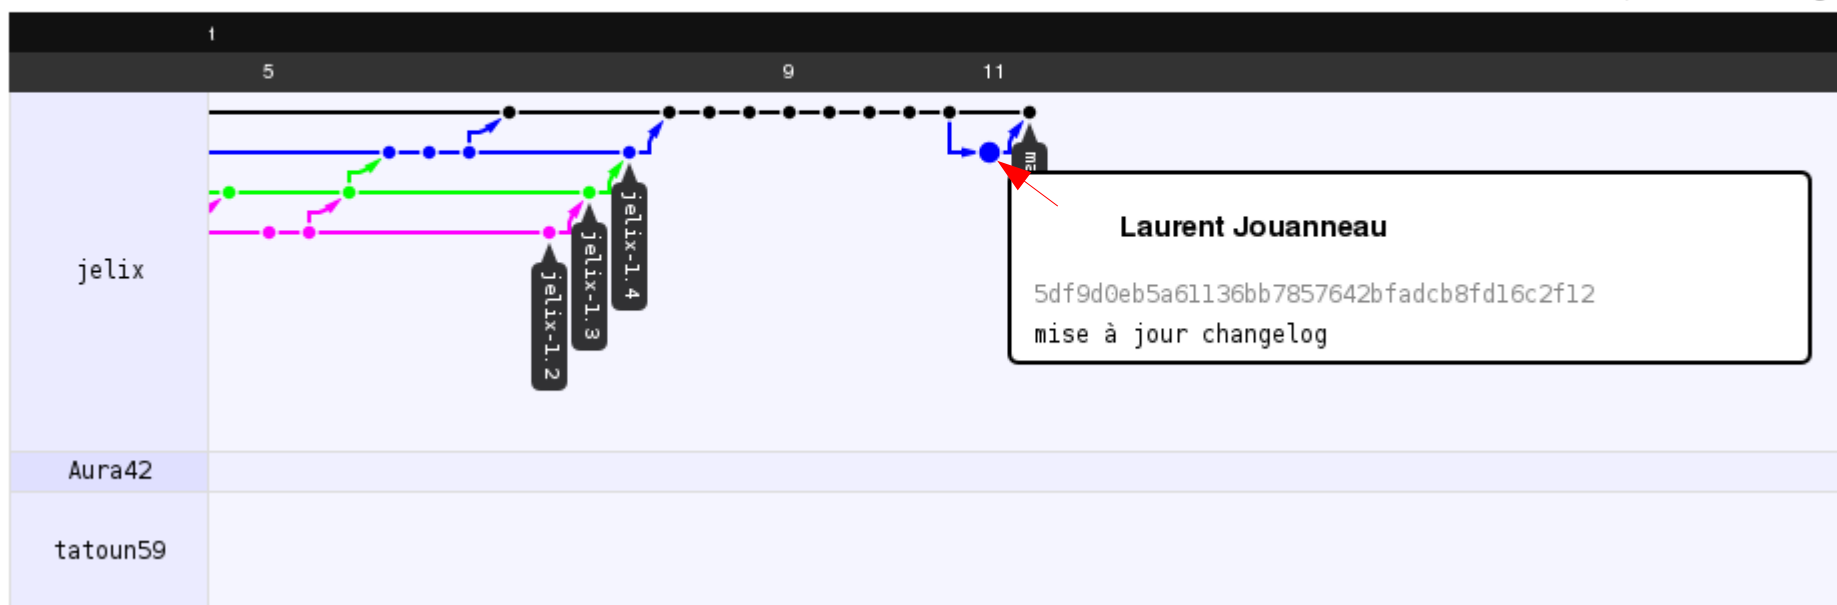 5
9
11
jelix
jelix-1.2
jelix-1.3
jelix-1.4
Laurent Jouanneau
5df9d0eb5a61136bb7857642bfadcb8fd16c2f12
mise à jour changelog
Aura42
tatoun59